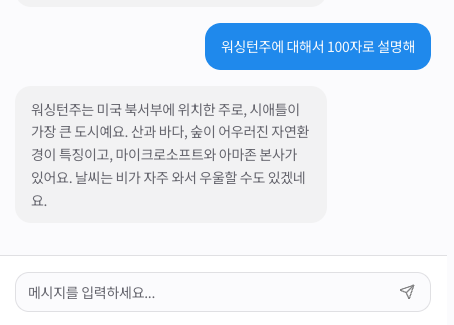 워싱턴주에 대해서 100자로 설명해
워싱턴주는 미국 북서부에 위치한 주로, 시애틀이
가장 큰 도시예요. 산과 바다, 숲이 어우러진 자연환
경이 특징이고, 마이크로소프트와 아마존 본사가
있어요. 날씨는 비가 자주 와서 우울할 수도 있겠네
요.
메시지를 입력하세요...